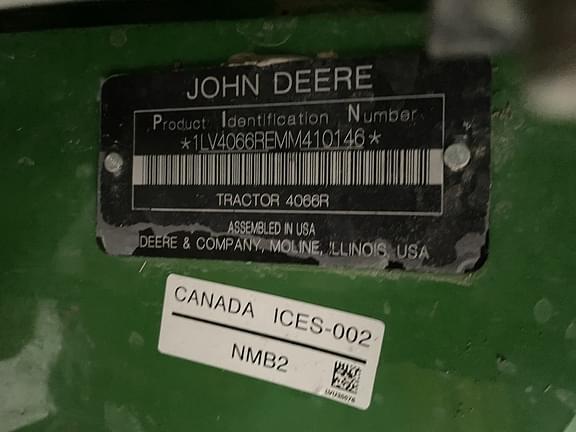 JOHN DEERE
Product Identification Number
*1LV4066REMM410146*
TRACTOR 4066R
ASSEMBLED IN USA
DEERE & COMPANY, MOLINE, ILLINOIS, USA
CANADA ICES-002
NMB2